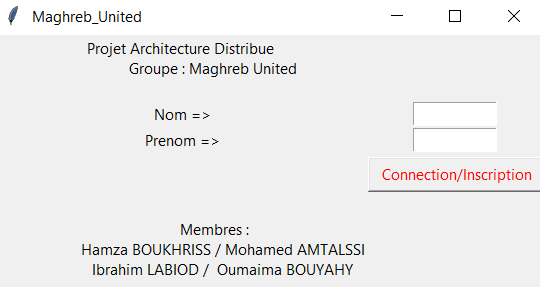 Maghreb_United
Projet Architecture Distribue
Groupe : Maghreb United
Nom =>
Prenom =>
Connection/Inscription
Membres :
Hamza BOUKHRISS / Mohamed AMTALSSI
Ibrahim LABIOD /  Oumaima BOUYAHY